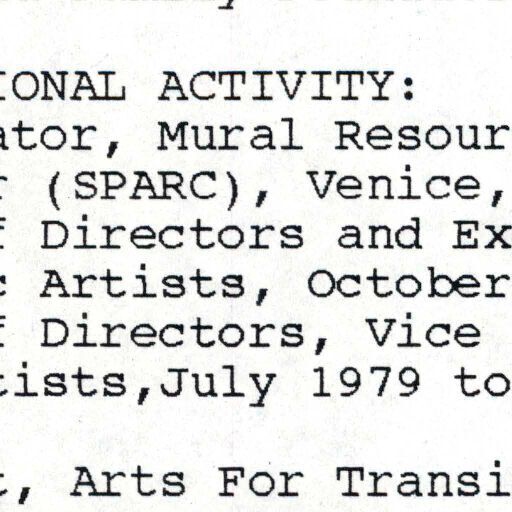 IONAL ACTIVITY:
ator, Mural Resour
r (SPARC), Venice,
f Directors and Ex
c Artists, October
f Directors, Vice
tists,July 1979 to
t, Arts For Transi